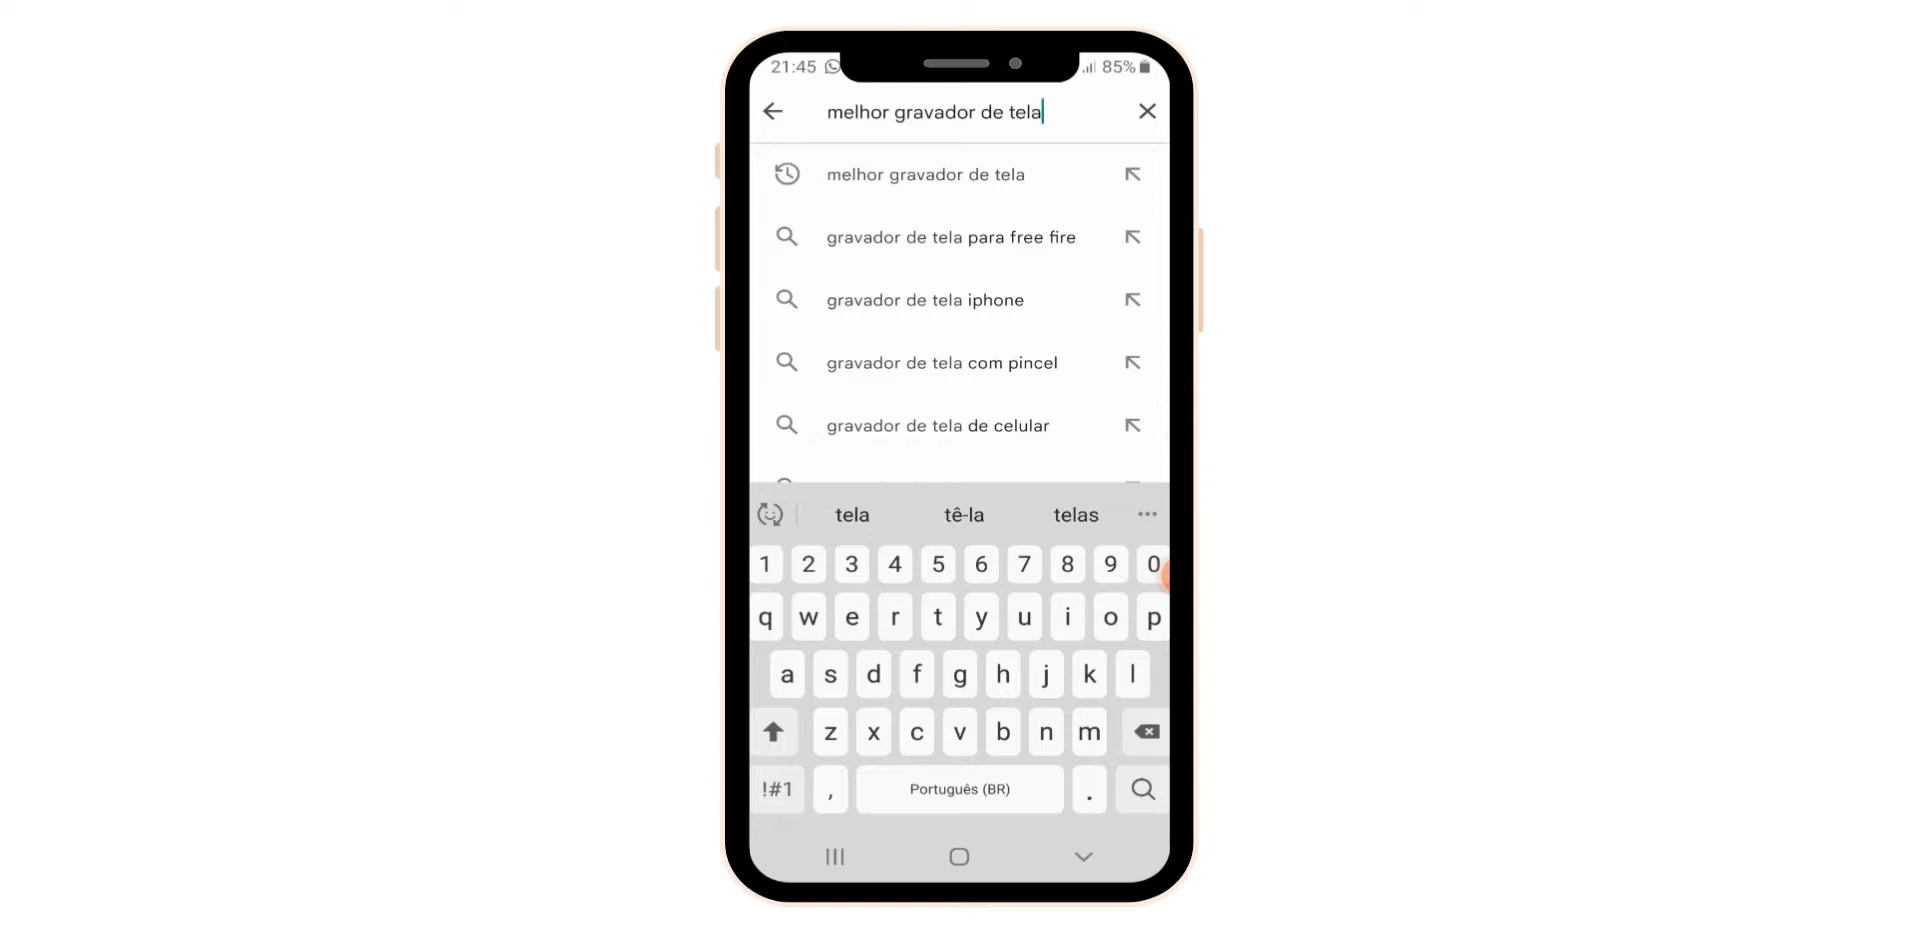 21:45 85%
melhor gravador de tela
melhor gravador de tela
gravador de tela para free fire
gravador de tela iphone
gravador de tela com pincel
gravador de tela de celular
tela tê-la telas
1 2 3 4 5 6 7 8 9 0
q w e r t y u i o p
a s d f g h j k l
z x c v b n m
!#1 , Português (BR) .